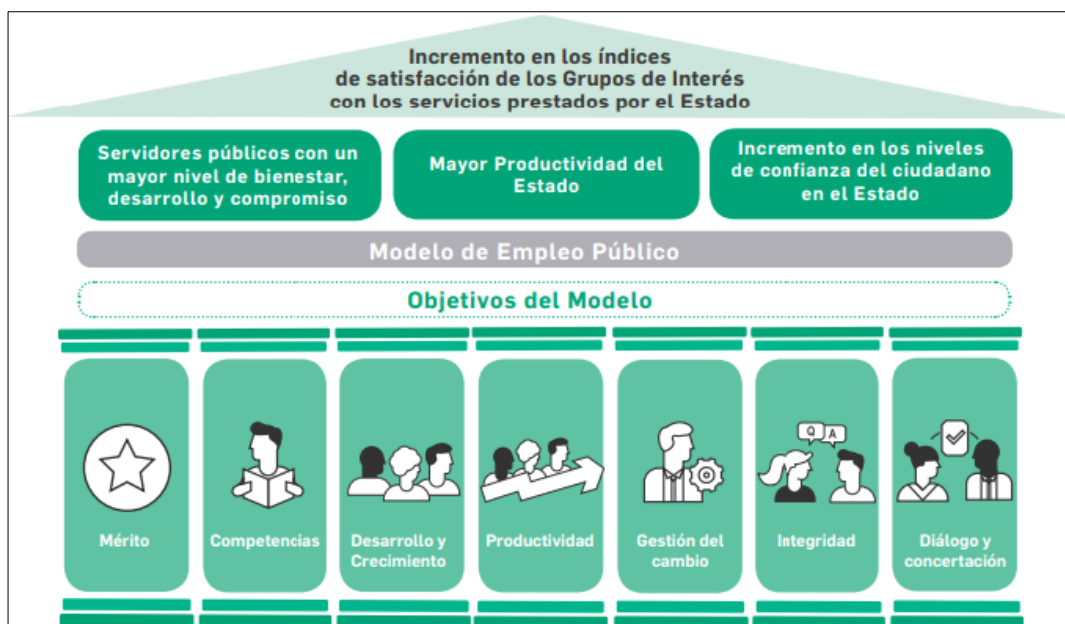 Incremento en los índices
de satisfacción de los Grupos de Interés
con los servicios prestados por el Estado
Servidores públicos con un
mayor nivel de bienestar,
desarrollo y compromiso
Mayor Productividad del
Estado
Incremento en los niveles
de confianza del ciudadano
en el Estado
Modelo de Empleo Público
Objetivos del Modelo
Mérito
Competencias
Desarrollo y
Crecimiento
Productividad
Gestión del
cambio
Q A
Integridad
Diálogo y
concertación